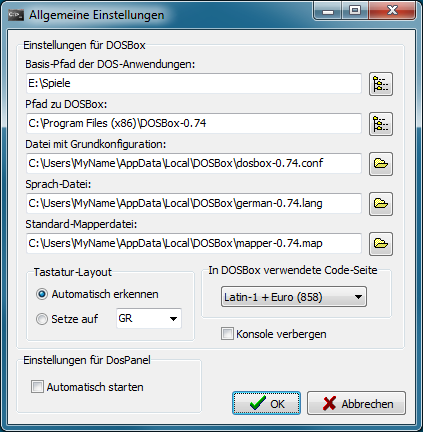 Allgemeine Einstellungen
Einstellungen für DOSBox
Basis-Pfad der DOS-Anwendungen:
E:\Spiele
Pfad zu DOSBox:
C:\Program Files (x86)\DOSBox-0.74
Datei mit Grundkonfiguration:
C:\Users\MyName\AppData\Local\DOSBox\dosbox-0.74.conf
Sprach-Datei:
C:\Users\MyName\AppData\Local\DOSBox\german-0.74.lang
Standard-Mapperdatei:
C:\Users\MyName\AppData\Local\DOSBox\mapper-0.74.map
Tastatur-Layout
Automatisch erkennen
Setze auf GR
In DOSBox verwendete Code-Seite
Latin-1 + Euro (858)
Konsole verbergen
Einstellungen für DosPanel
Automatisch starten
OK
Abbrechen